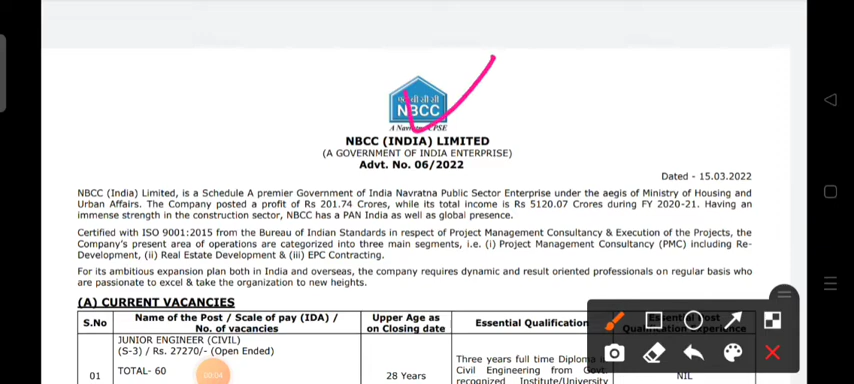 एन बी सी सी
NBCC
A Navratna CPSE
NBCC (INDIA) LIMITED
(A GOVERNMENT OF INDIA ENTERPRISE)
Advt. No. 06/2022
Dated - 15.03.2022
NBCC (India) Limited, is a Schedule A premier Government of India Navratna Public Sector Enterprise under the aegis of Ministry of Housing and
Urban Affairs. The Company posted a profit of Rs 201.74 Crores, while its total income is Rs 5120.07 Crores during FY 2020-21. Having an
immense strength in the construction sector, NBCC has a PAN India as well as global presence.
Certified with ISO 9001:2015 from the Bureau of Indian Standards in respect of Project Management Consultancy & Execution of the Projects, the
Company's present area of operations are categorized into three main segments, i.e. (i) Project Management Consultancy (PMC) including Re-
Development, (ii) Real Estate Development & (iii) EPC Contracting.
For its ambitious expansion plan both in India and overseas, the company requires dynamic and result oriented professionals on regular basis who
are passionate to excel & take the organization to new heights.
(A) CURRENT VACANCIES
S.No
Name of the Post / Scale of pay (IDA) /
No. of vacancies
Upper Age as
on Closing date
Essential Qualification
Essential Post
Qualification Experience
01
JUNIOR ENGINEER (CIVIL)
(S-3) / Rs. 27270/- (Open Ended)
TOTAL- 60
28 Years
Three years full time Diploma
Civil Engineering from Govt.
recognized Institute/University
NIL
00:04